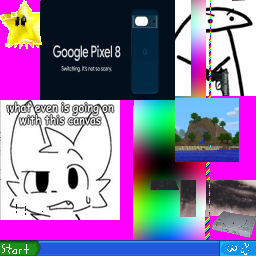 Google Pixel 8
Switching. It's not so scary.
what even is going on
with this canvas
Start